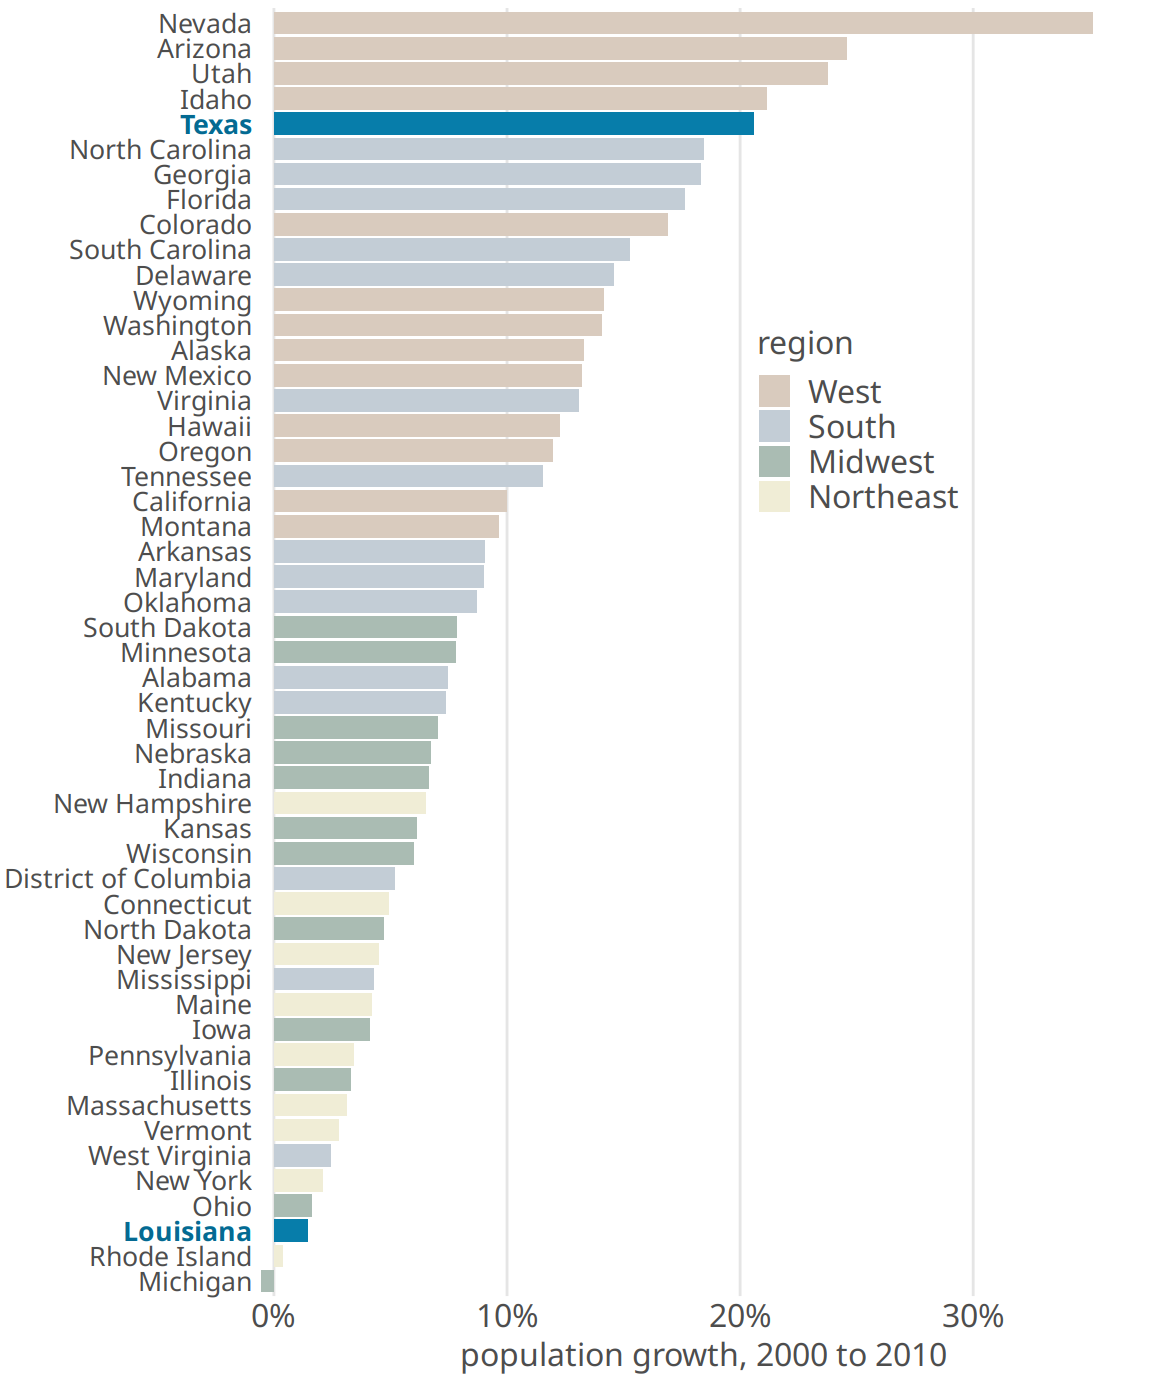 Nevada
Arizona
Utah
Idaho
Texas
North Carolina
Georgia
Florida
Colorado
South Carolina
Delaware
Wyoming
Washington
Alaska
New Mexico
Virginia
Hawaii
Oregon
Tennessee
California
Montana
Arkansas
Maryland
Oklahoma
South Dakota
Minnesota
Alabama
Kentucky
Missouri
Nebraska
Indiana
New Hampshire
Kansas
Wisconsin
District of Columbia
Connecticut
North Dakota
New Jersey
Mississippi
Maine
Iowa
Pennsylvania
Illinois
Massachusetts
Vermont
West Virginia
New York
Ohio
Louisiana
Rhode Island
Michigan
region
West
South
Midwest
Northeast
0% 10% 20% 30%
population growth, 2000 to 2010